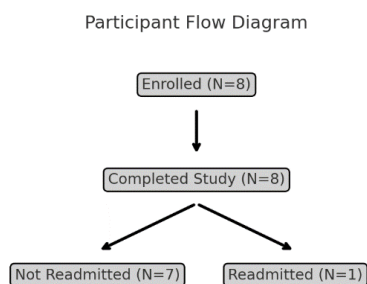 Participant Flow Diagram
Enrolled (N=8)
Completed Study (N=8)
Not Readmitted (N=7)
Readmitted (N=1)